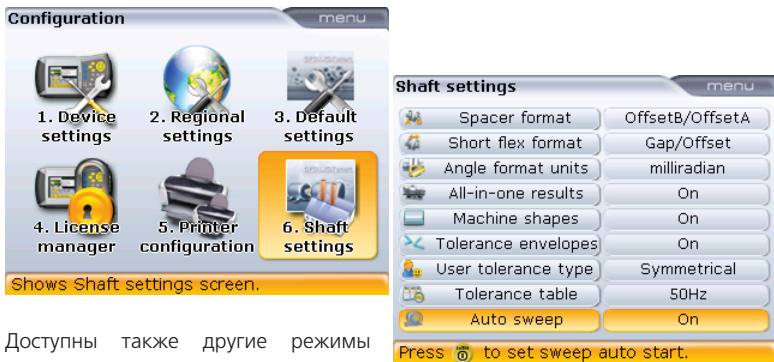 Configuration
menu
1. Device settings
2. Regional settings
3. Default settings
4. License manager
5. Printer configuration
6. Shaft settings
Shows Shaft settings screen.
Доступны также другие режимы
Shaft settings
menu
Spacer format OffsetB/OffsetA
Short flex format Gap/Offset
Angle format units milliradian
All-in-one results On
Machine shapes On
Tolerance envelopes On
User tolerance type Symmetrical
Tolerance table 50Hz
Auto sweep On
Press to set sweep auto start.